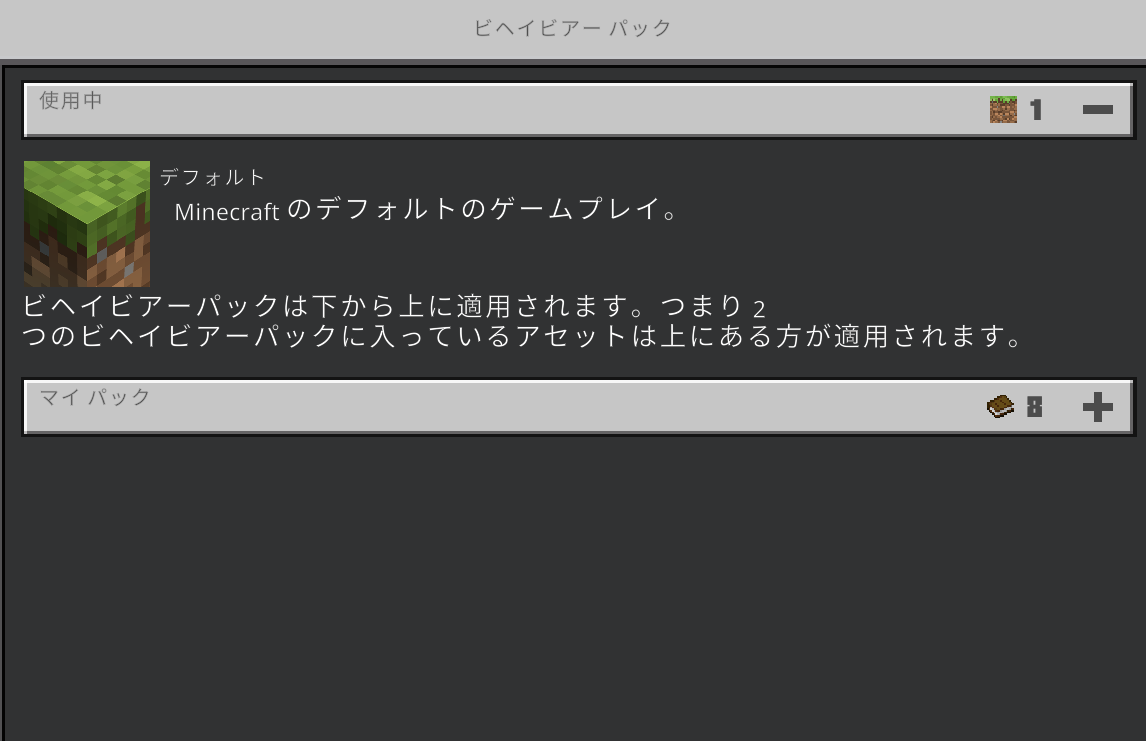 ビヘイビアー パック
使用中 1
デフォルト
Minecraft のデフォルトのゲームプレイ。
ビヘイビアーパックは下から上に適用されます。つまり 2
つのビヘイビアーパックに入っているアセットは上にある方が適用されます。
マイ パック 8